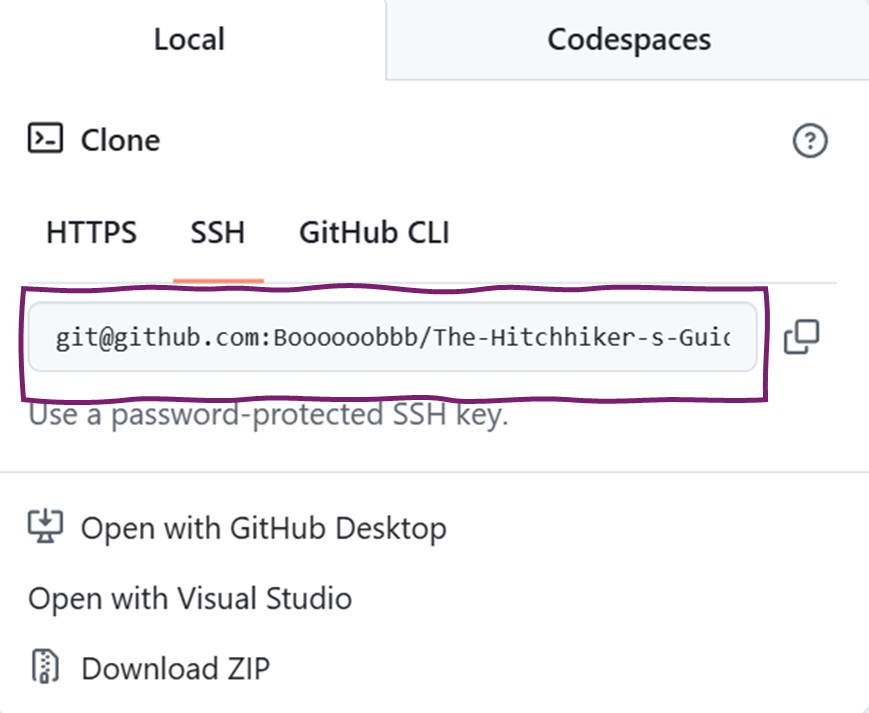 Local
Codespaces
Clone
?
HTTPS
SSH
GitHub CLI
git@github.com:Boooooobbb/The-Hitchhiker-s-Gui
Use a password-protected SSH key.
Open with GitHub Desktop
Open with Visual Studio
Download ZIP